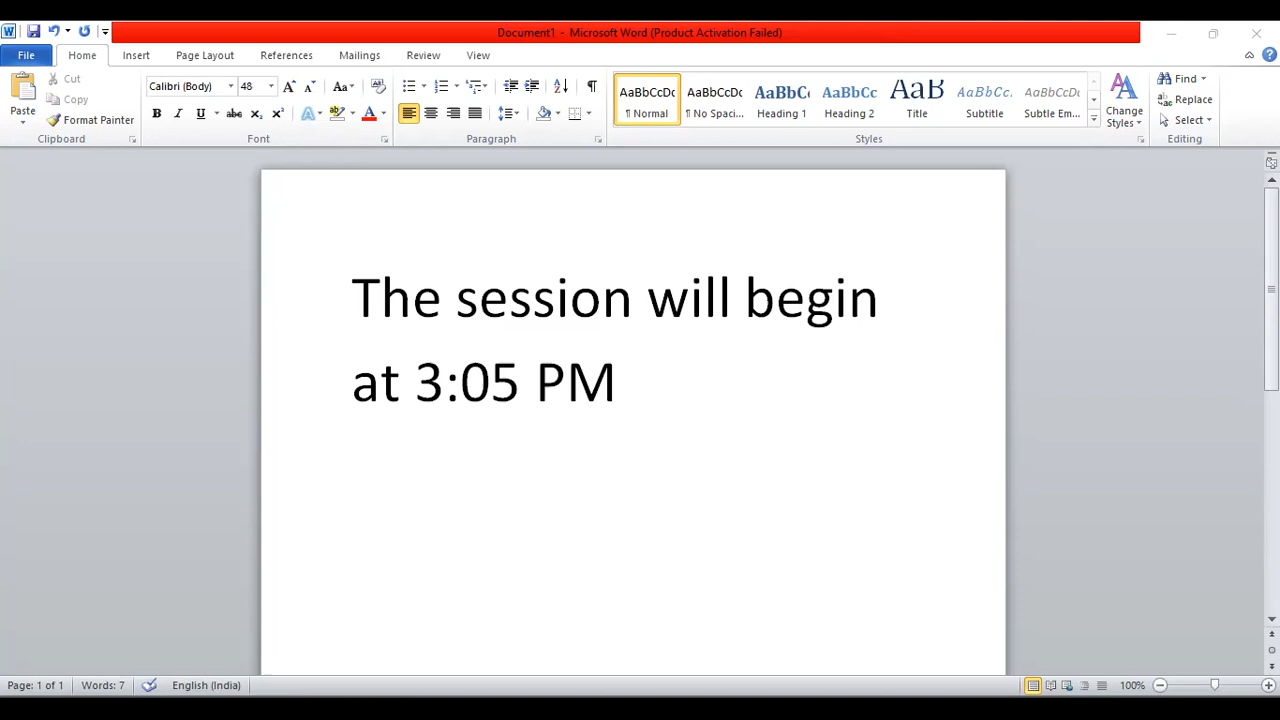 Document1 - Microsoft Word (Product Activation Failed)
File Home Insert Page Layout References Mailings Review View
Paste
Cut
Copy
Format Painter
Clipboard
Calibri (Body) 48
Font
Paragraph
AaBbCcDc AaBbCcDc AaBbC AaBbCc AaB AaBbCc. AaBbCcDc
¶ Normal ¶ No Spaci... Heading 1 Heading 2 Title Subtitle Subtle Em...
Change
Styles
Styles
Find
Replace
Select
Editing
The session will begin
at 3:05 PM
Page: 1 of 1 Words: 7 English (India) 100%